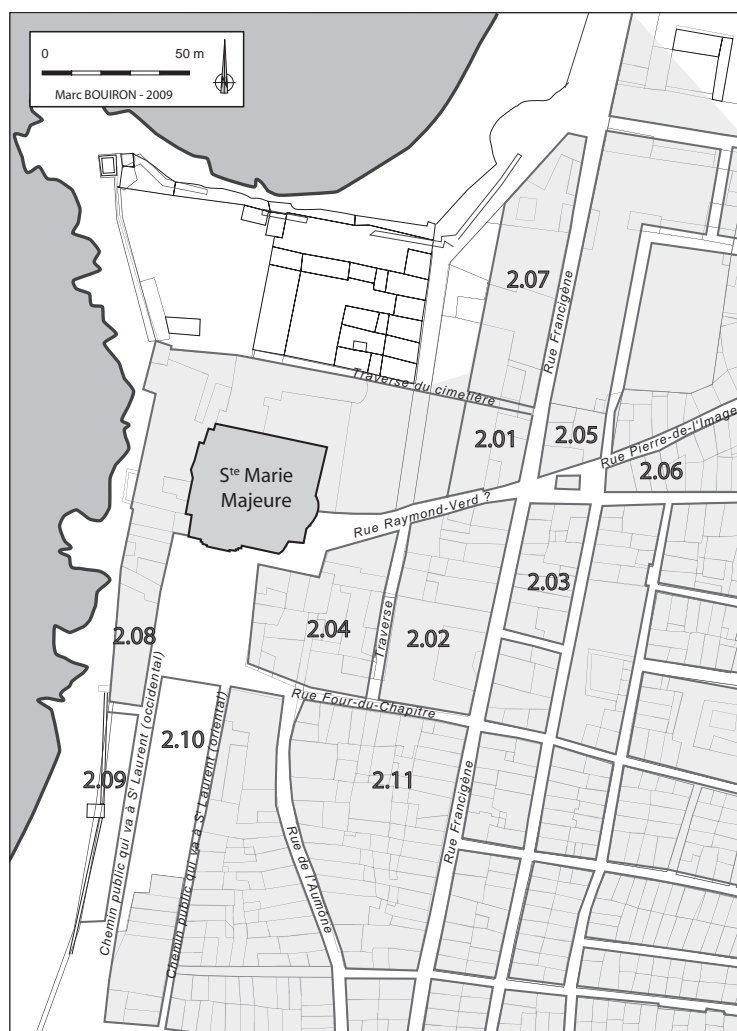 0 50 m
Marc BOUIRON - 2009
2.07
Rue Francigène
Traverse du cimetière
2.01
2.05
Rue Pierre-de-l'Image
2.06
Ste Marie
Majeure
Rue Raymond-Verd ?
2.03
2.04
Traverse
2.02
2.08
Rue Four-du-Chapitre
Chemin public qui va à St Laurent (occidental)
2.10
Chemin public qui va à St Laurent (oriental)
2.09
2.11
Rue Francigène
Rue de l'Aumône